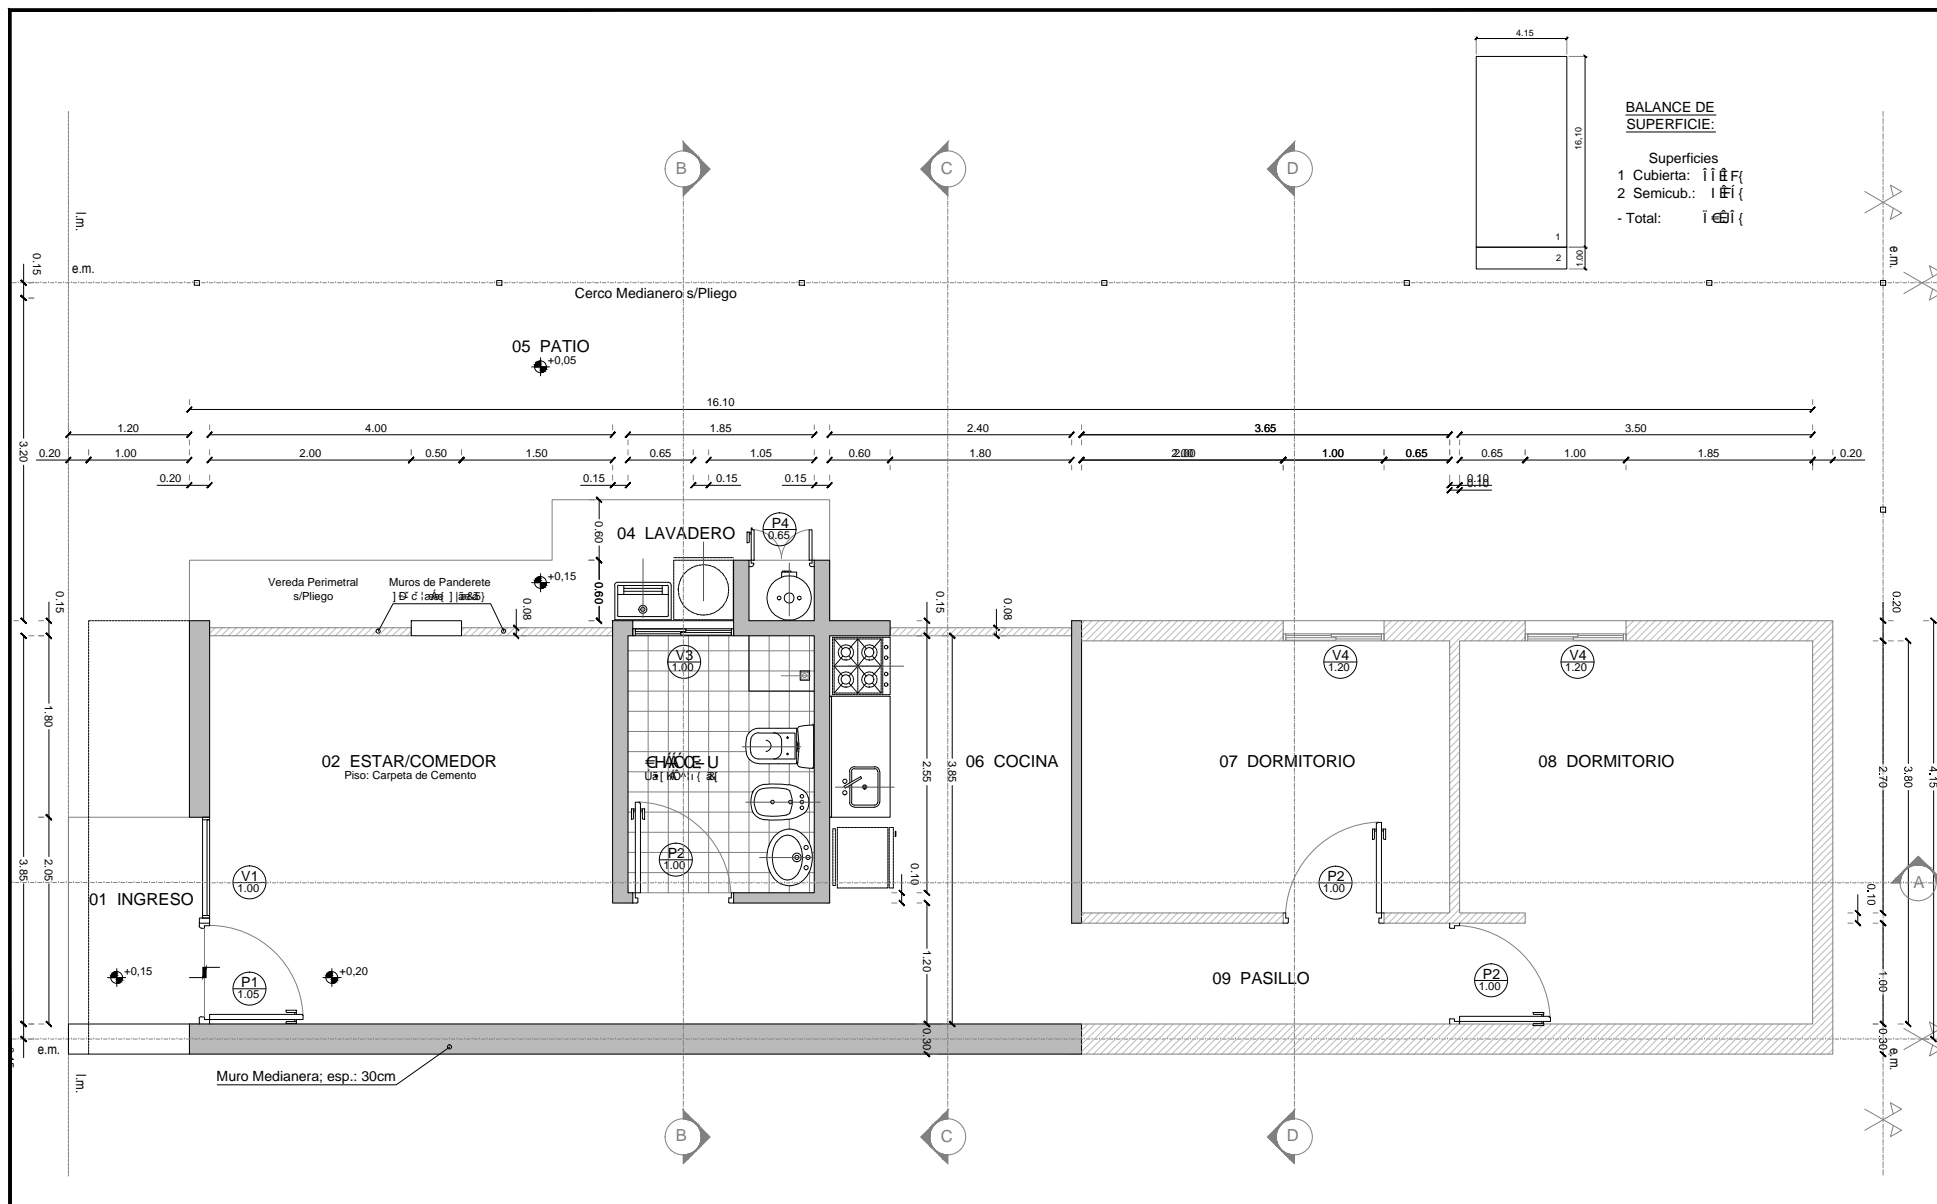 4.15
16,10
1
2
1.00
BALANCE DE
SUPERFICIE:
Superficies
1 Cubierta:
2 Semicub.:
- Total:
B
C
D
l.m.
e.m.
e.m.
0.15
Cerco Medianero s/Pliego
05 PATIO
+0,05
16.10
1.20
4.00
1.85
2.40
3.65
3.50
3.20
0.20
1.00
2.00
0.50
1.50
0.65
1.05
0.60
1.80
1.00
0.65
0.65
1.00
1.85
0.20
0.20
0.15
0.15
0.15
0.10
0.60
04 LAVADERO
P4
0.65
+0,15
Vereda Perimetral
s/Pliego
Muros de Panderete
0.60
0.15
0.08
0.15
0.08
0.20
V3
1.00
V4
1.20
V4
1.20
1.80
02 ESTAR/COMEDOR
Piso: Carpeta de Cemento
2.55
3.85
06 COCINA
07 DORMITORIO
08 DORMITORIO
2.70
3.80
4.15
3.85
2.05
V1
1.00
P2
1.00
0.10
P2
1.00
0.10
A
01 INGRESO
+0,15
+0,20
P1
1.05
1.20
09 PASILLO
P2
1.00
1.00
0.30
0.30
e.m.
e.m.
l.m.
Muro Medianera; esp.: 30cm
B
C
D